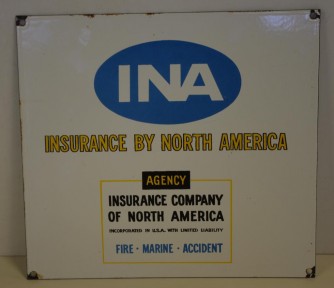 INA
INSURANCE BY NORTH AMERICA
AGENCY
INSURANCE COMPANY
OF NORTH AMERICA
INCORPORATED IN U.S.A. WITH LIMITED LIABILITY
FIRE · MARINE · ACCIDENT